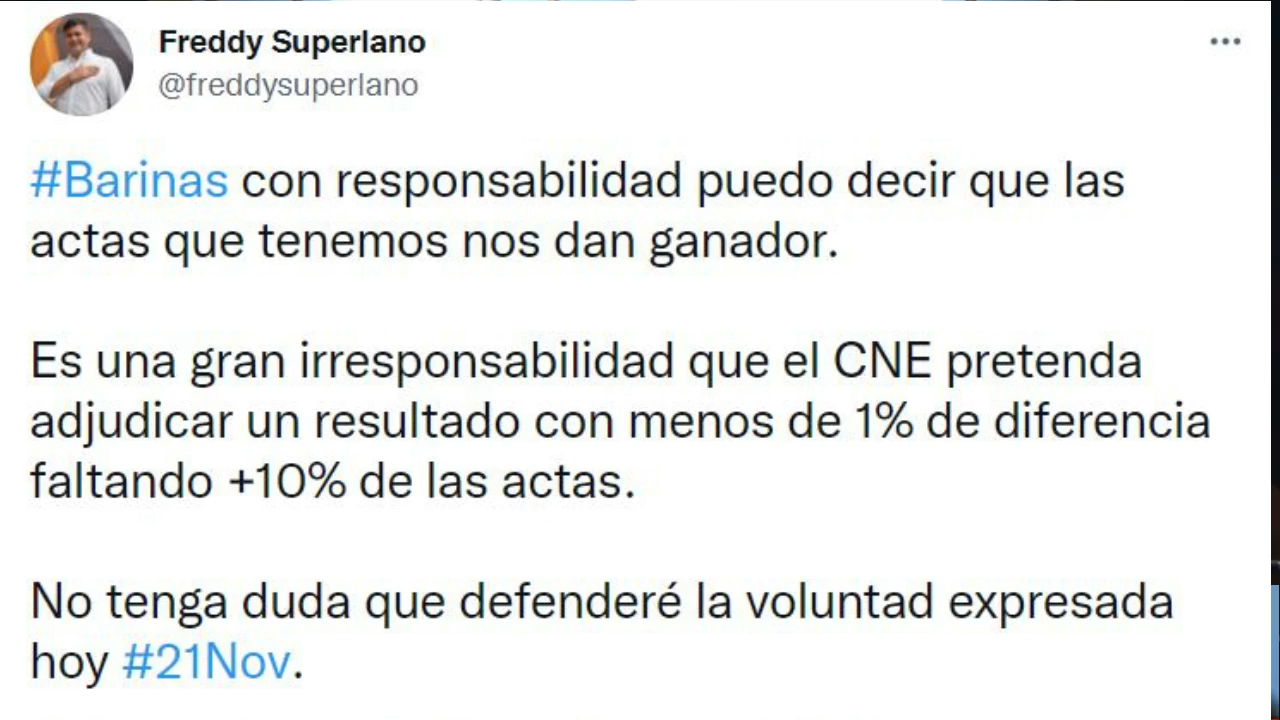 Freddy Superlano
@freddysuperlano
#Barinas con responsabilidad puedo decir que las
actas que tenemos nos dan ganador.
Es una gran irresponsabilidad que el CNE pretenda
adjudicar un resultado con menos de 1% de diferencia
faltando +10% de las actas.
No tenga duda que defenderé la voluntad expresada
hoy #21Nov.